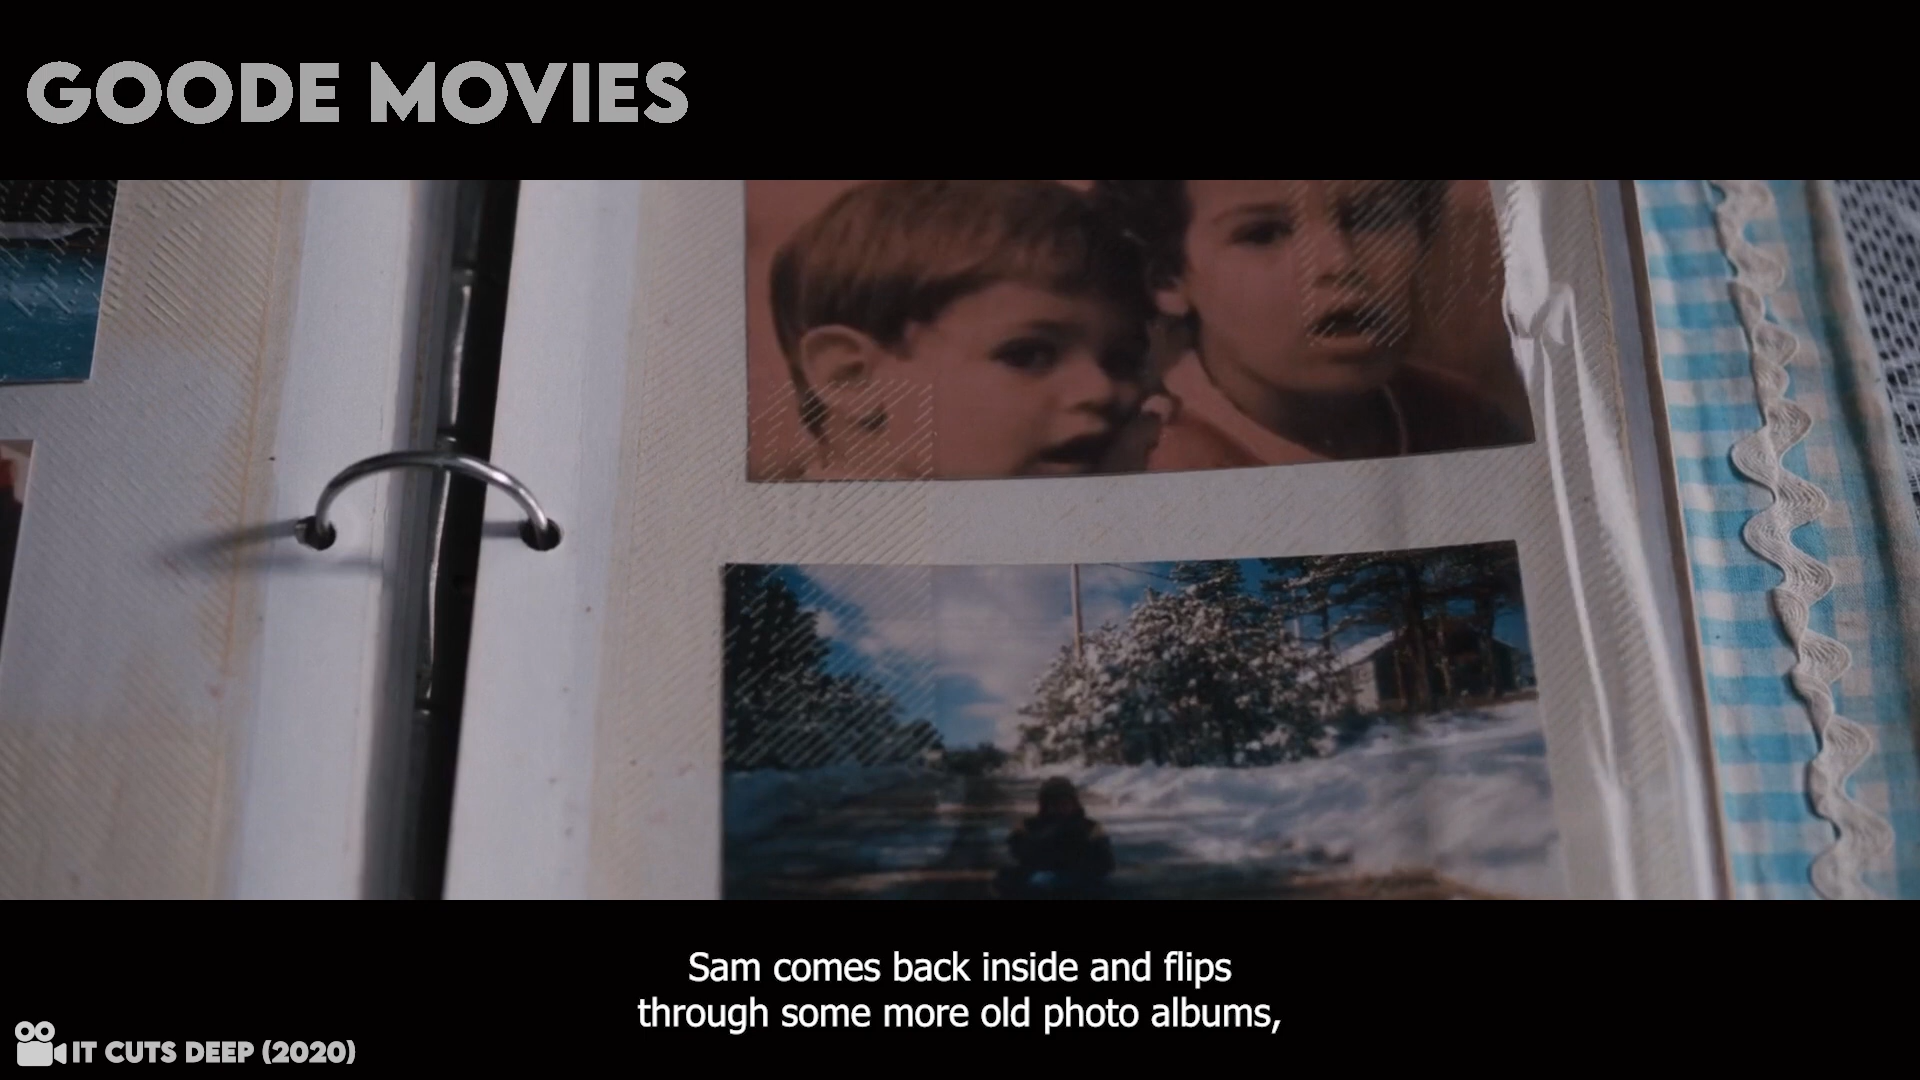 GOODE MOVIES
Sam comes back inside and flips
through some more old photo albums,
IT CUTS DEEP (2020)